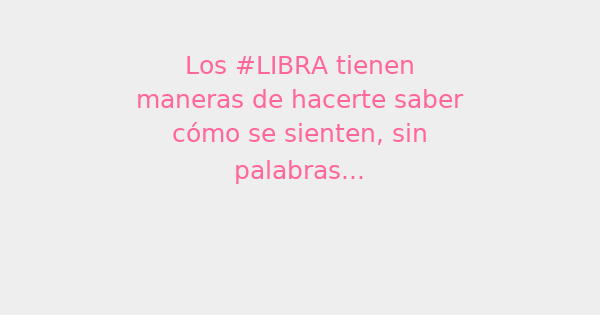 Los #LIBRA tienen
maneras de hacerte saber
cómo se sienten, sin
palabras...